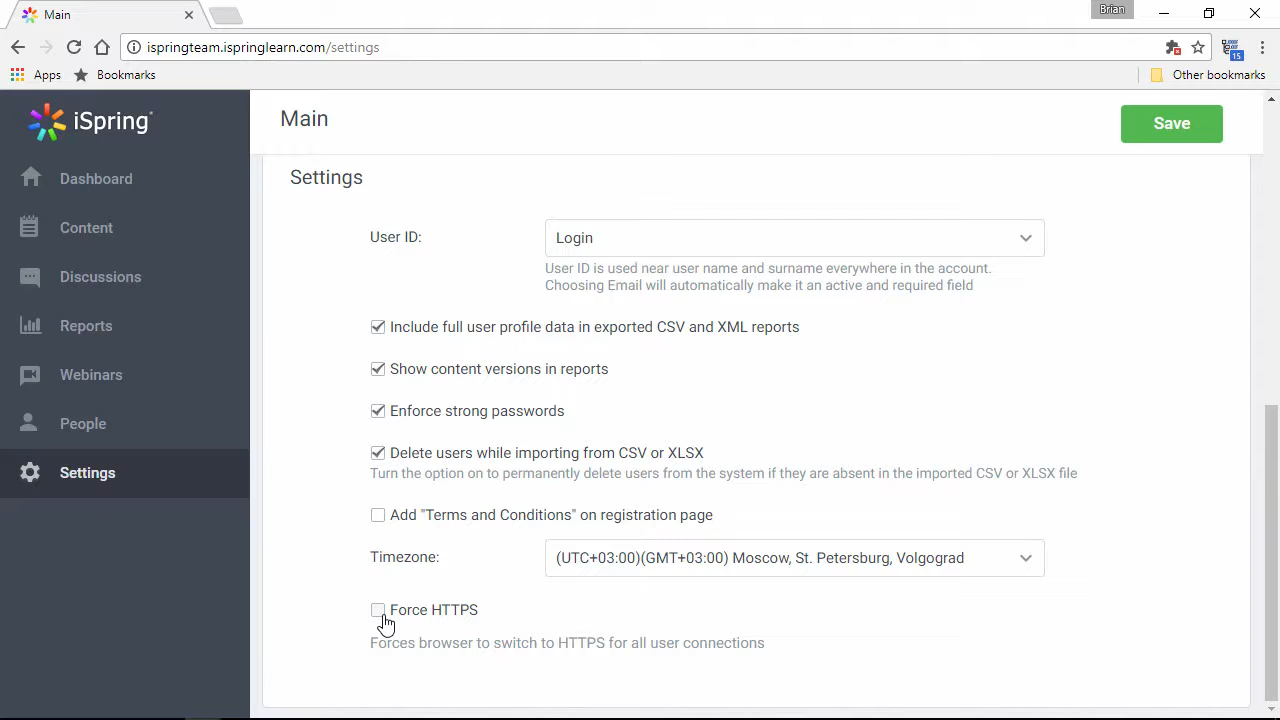 Main
Brian
ispringteam.ispringlearn.com/settings
15
Apps
Bookmarks
Other bookmarks
iSpring
Main
Save
Dashboard
Content
Discussions
Reports
Webinars
People
Settings
Settings
User ID:
Login
User ID is used near user name and surname everywhere in the account.
Choosing Email will automatically make it an active and required field
Include full user profile data in exported CSV and XML reports
Show content versions in reports
Enforce strong passwords
Delete users while importing from CSV or XLSX
Turn the option on to permanently delete users from the system if they are absent in the imported CSV or XLSX file
Add "Terms and Conditions" on registration page
Timezone:
(UTC+03:00)(GMT+03:00) Moscow, St. Petersburg, Volgograd
Force HTTPS
Forces browser to switch to HTTPS for all user connections